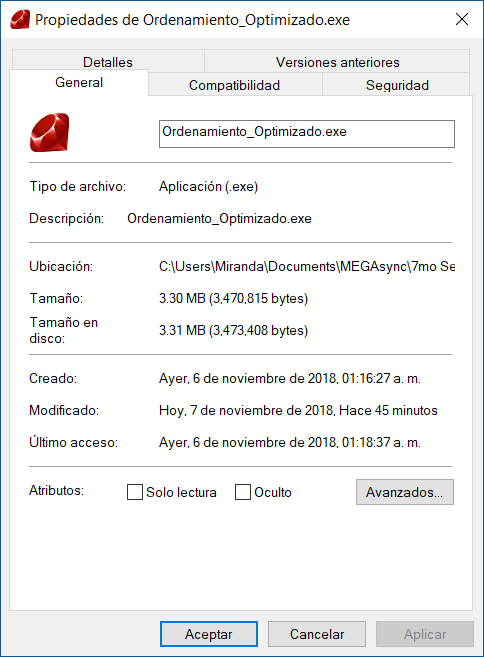 Propiedades de Ordenamiento_Optimizado.exe
Detalles Versiones anteriores
General Compatibilidad Seguridad
Ordenamiento_Optimizado.exe
Tipo de archivo: Aplicación (.exe)
Descripción: Ordenamiento_Optimizado.exe
Ubicación: C:\Users\Miranda\Documents\MEGAsync\7mo Se
Tamaño: 3.30 MB (3,470,815 bytes)
Tamaño en
disco: 3.31 MB (3,473,408 bytes)
Creado: Ayer, 6 de noviembre de 2018, 01:16:27 a. m.
Modificado: Hoy, 7 de noviembre de 2018, Hace 45 minutos
Último acceso: Ayer, 6 de noviembre de 2018, 01:18:37 a. m.
Atributos: Solo lectura Oculto Avanzados...
Aceptar Cancelar Aplicar